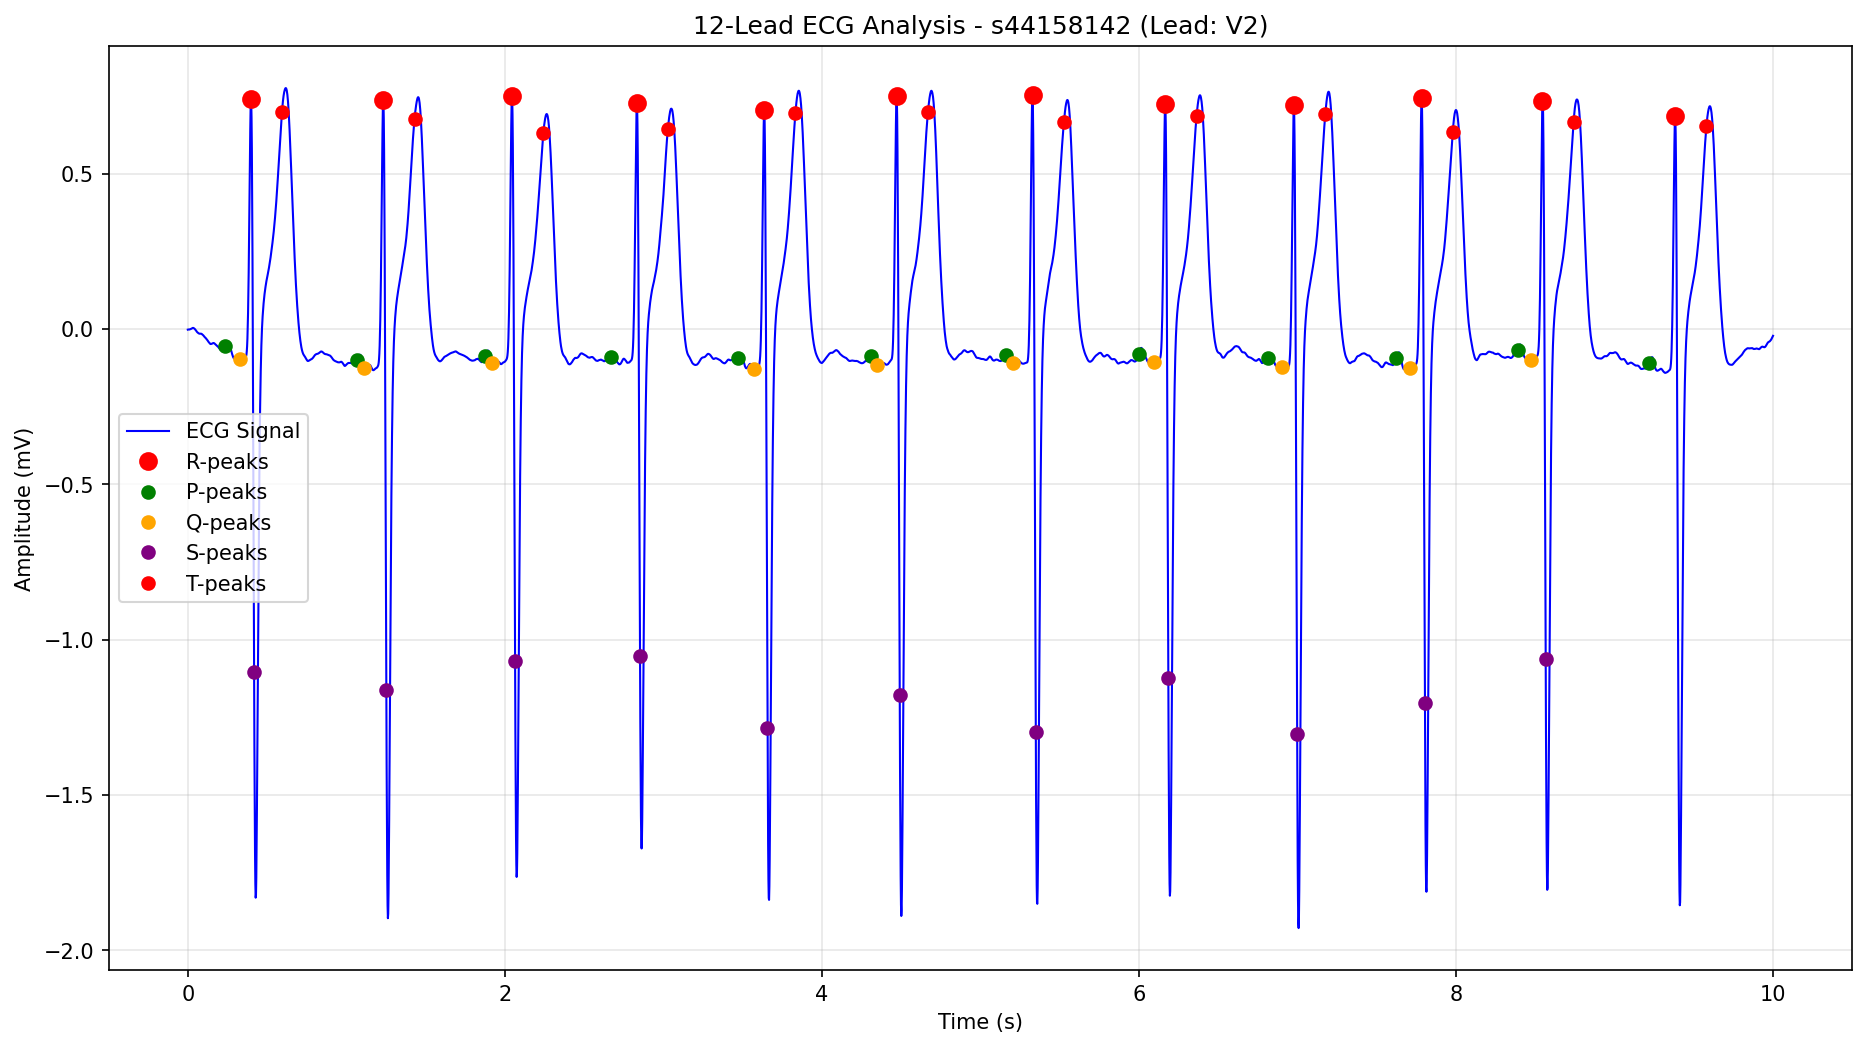 12-Lead ECG Analysis - s44158142 (Lead: V2)
Amplitude (mV)
0.5
0.0
−0.5
−1.0
−1.5
−2.0
ECG Signal
R-peaks
P-peaks
Q-peaks
S-peaks
T-peaks
0 2 4 6 8 10
Time (s)